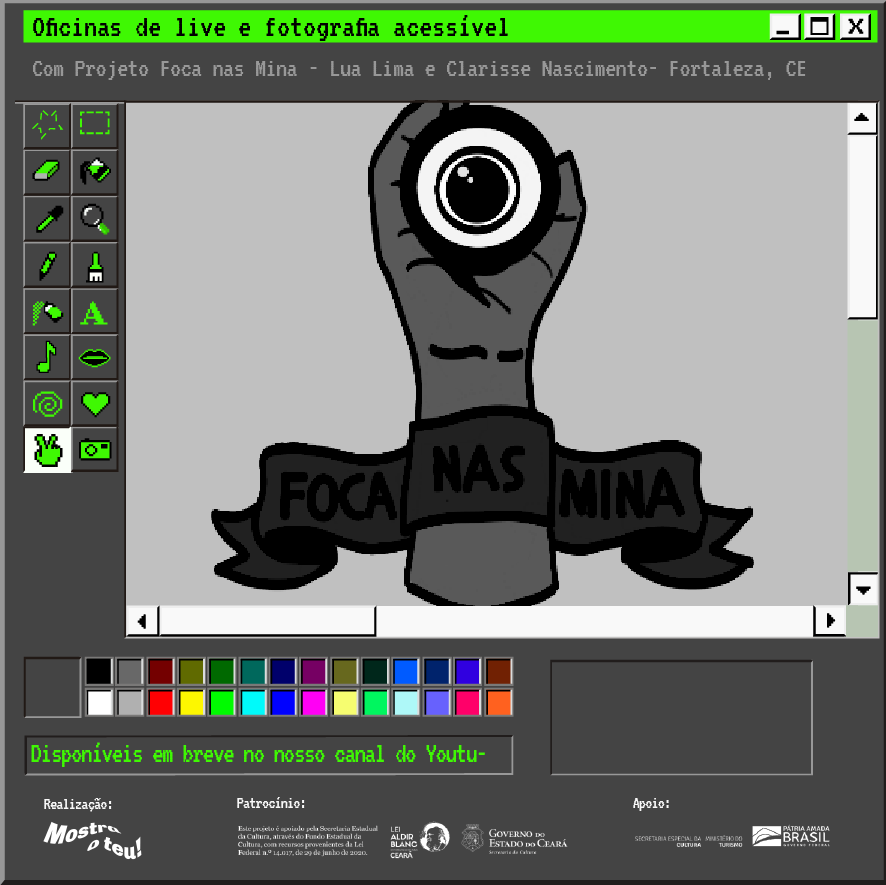 Oficinas de live e fotografia acessível
Com Projeto Foca nas Mina - Lua Lima e Clarisse Nascimento- Fortaleza, CE
A
FOCA NAS MINA
Disponíveis em breve no nosso canal do Youtu-
Realização:
Mostra
o teu!
Patrocínio:
Este projeto é apoiado pela Secretaria Estadual
da Cultura, através do Fundo Estadual da
Cultura, com recursos provenientes da Lei
Federal n.º 14.017, de 29 de junho de 2020.
LEI
ALDIR
BLANC
CEARÁ
GOVERNO DO
ESTADO DO CEARÁ
Secretaria da Cultura
Apoio:
SECRETARIA ESPECIAL DA
CULTURA
MINISTÉRIO DO
TURISMO
PÁTRIA AMADA
BRASIL
GOVERNO FEDERAL